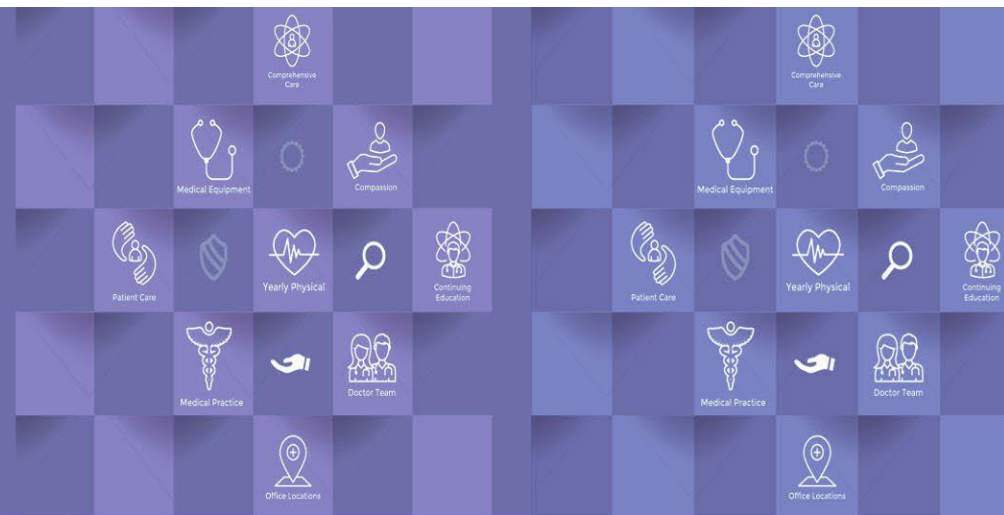 Comprehensive
Care
Comprehensive
Care
Medical Equipment
Compassion
Medical Equipment
Compassion
Patient Care
Yearly Physical
Continuing
Education
Patient Care
Yearly Physical
Continuing
Education
Medical Practice
Doctor Team
Medical Practice
Doctor Team
Office Locations
Office Locations